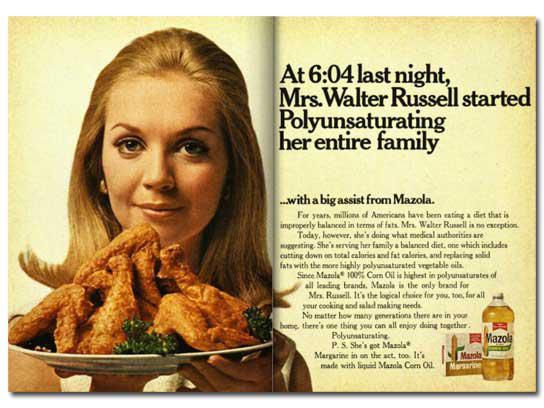 At 6:04 last night,
Mrs. Walter Russell started
Polyunsaturating
her entire family
...with a big assist from Mazola.
For years, millions of Americans have been eating a diet that is
improperly balanced in terms of fats. Mrs. Walter Russell is no exception.
Today, however, she's doing what medical authorities are
suggesting. She's serving her family a balanced diet, one which includes
cutting down on total calories and fat calories, and replacing solid
fats with the more highly polyunsaturated vegetable oils.
Since Mazola® 100% Corn Oil is highest in polyunsaturates of
all leading brands, Mazola is the only brand for
Mrs. Russell. It's the logical choice for you, too, for all
your cooking and salad making needs.
No matter how many generations there are in your
home, there's one thing you can all enjoy doing together.
Polyunsaturating.
P. S. She's got Mazola®
Margarine in on the act, too. It's
made with liquid Mazola Corn Oil.
Mazola
Margarine
Mazola